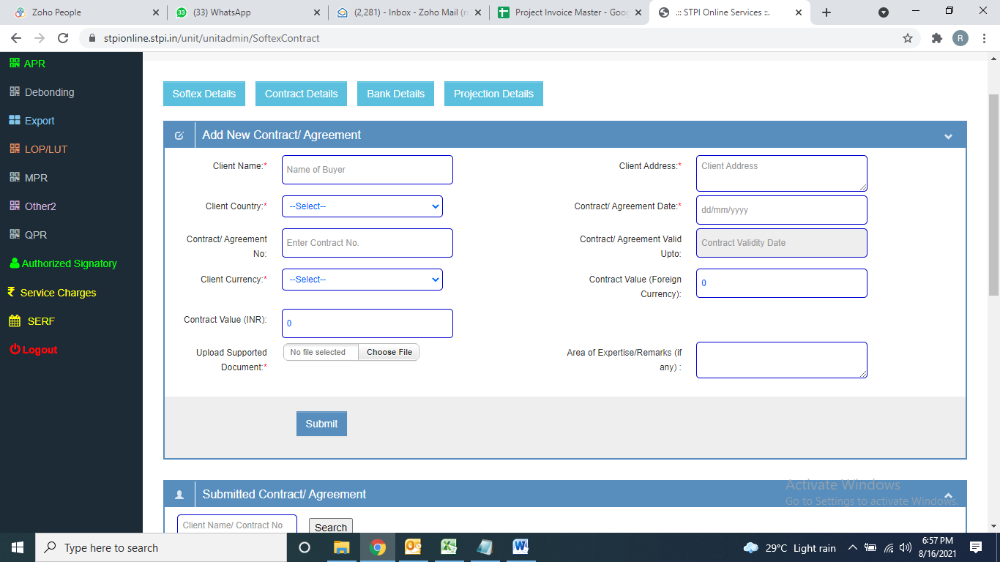 Zoho People
(33) WhatsApp
(2,281) - Inbox - Zoho Mail
Project Invoice Master -
.:: STPI Online Services ::.
stpionline.stpi.in/unit/unitadmin/SoftexContract
R
APR
Debonding
Export
LOP/LUT
MPR
Other2
QPR
Authorized Signatory
Service Charges
SERF
Logout
Softex Details
Contract Details
Bank Details
Projection Details
Add New Contract/ Agreement
Client Name:*
Name of Buyer
Client Address:*
Client Address
Client Country:*
--Select--
Contract/ Agreement Date:*
dd/mm/yyyy
Contract/ Agreement
No:
Enter Contract No.
Contract/ Agreement Valid
Upto:
Contract Validity Date
Client Currency:*
--Select--
Contract Value (Foreign
Currency):
0
Contract Value (INR):
0
Upload Supported
Document:*
No file selected
Choose File
Area of Expertise/Remarks (if
any) :
Submit
Submitted Contract/ Agreement
Activate Windows
Go to Settings to activate Windows.
Client Name/ Contract No
Search
Type here to search
29°C Light rain
6:57 PM
8/16/2021